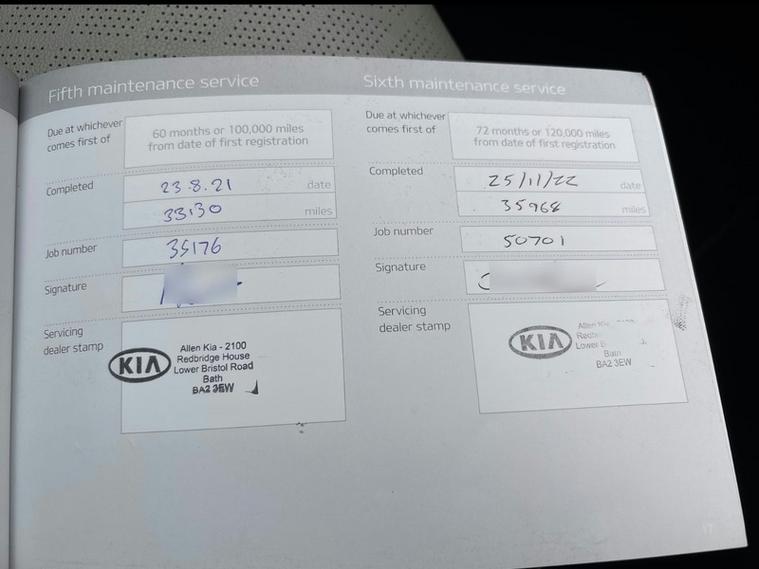 Fifth maintenance service
Due at whichever
comes first of
60 months or 100,000 miles
from date of first registration
Completed
23.8.21 date
33130 miles
Job number
35176
Signature
Servicing
dealer stamp
KIA
Allen Kia - 2100
Redbridge House
Lower Bristol Road
Bath
BA2 3EW
Sixth maintenance service
Due at whichever
comes first of
72 months or 120,000 miles
from date of first registration
Completed
25/11/22 date
35968 miles
Job number
50701
Signature
Servicing
dealer stamp
KIA
Allen
Lower
Bath
BA2 3EW
17